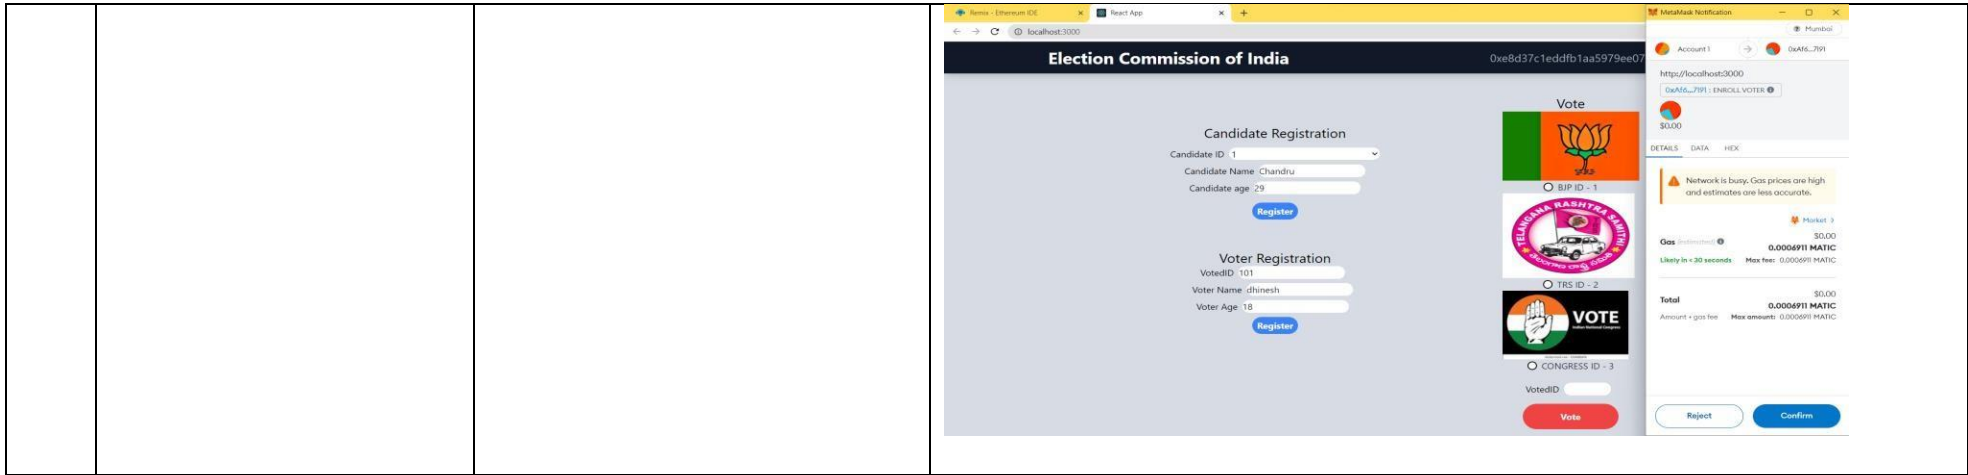 Remix - Ethereum IDE
React App
localhost:3000
Election Commission of India
0xe8d37c1eddfb1aa5979ee07
Candidate Registration
Candidate ID 1
Candidate Name Chandru
Candidate age 29
Register
Voter Registration
VotedID 101
Voter Name dhinesh
Voter Age 18
Register
Vote
BJP ID - 1
TELANGANA RASHTRA SAMITHI
TRS ID - 2
VOTE
Indian National Congress
CONGRESS ID - 3
VotedID
Vote
MetaMask Notification
Mumbai
Account 1
0xAf6...7191
http://localhost:3000
0xAf6...7191 : ENROLL VOTER
$0.00
DETAILS DATA HEX
Network is busy. Gas prices are high
and estimates are less accurate.
Market
Gas (estimated) $0.00
0.0006911 MATIC
Likely in < 30 seconds Max fee: 0.0006911 MATIC
$0.00
Total 0.0006911 MATIC
Amount + gas fee Max amount: 0.0006911 MATIC
Reject Confirm